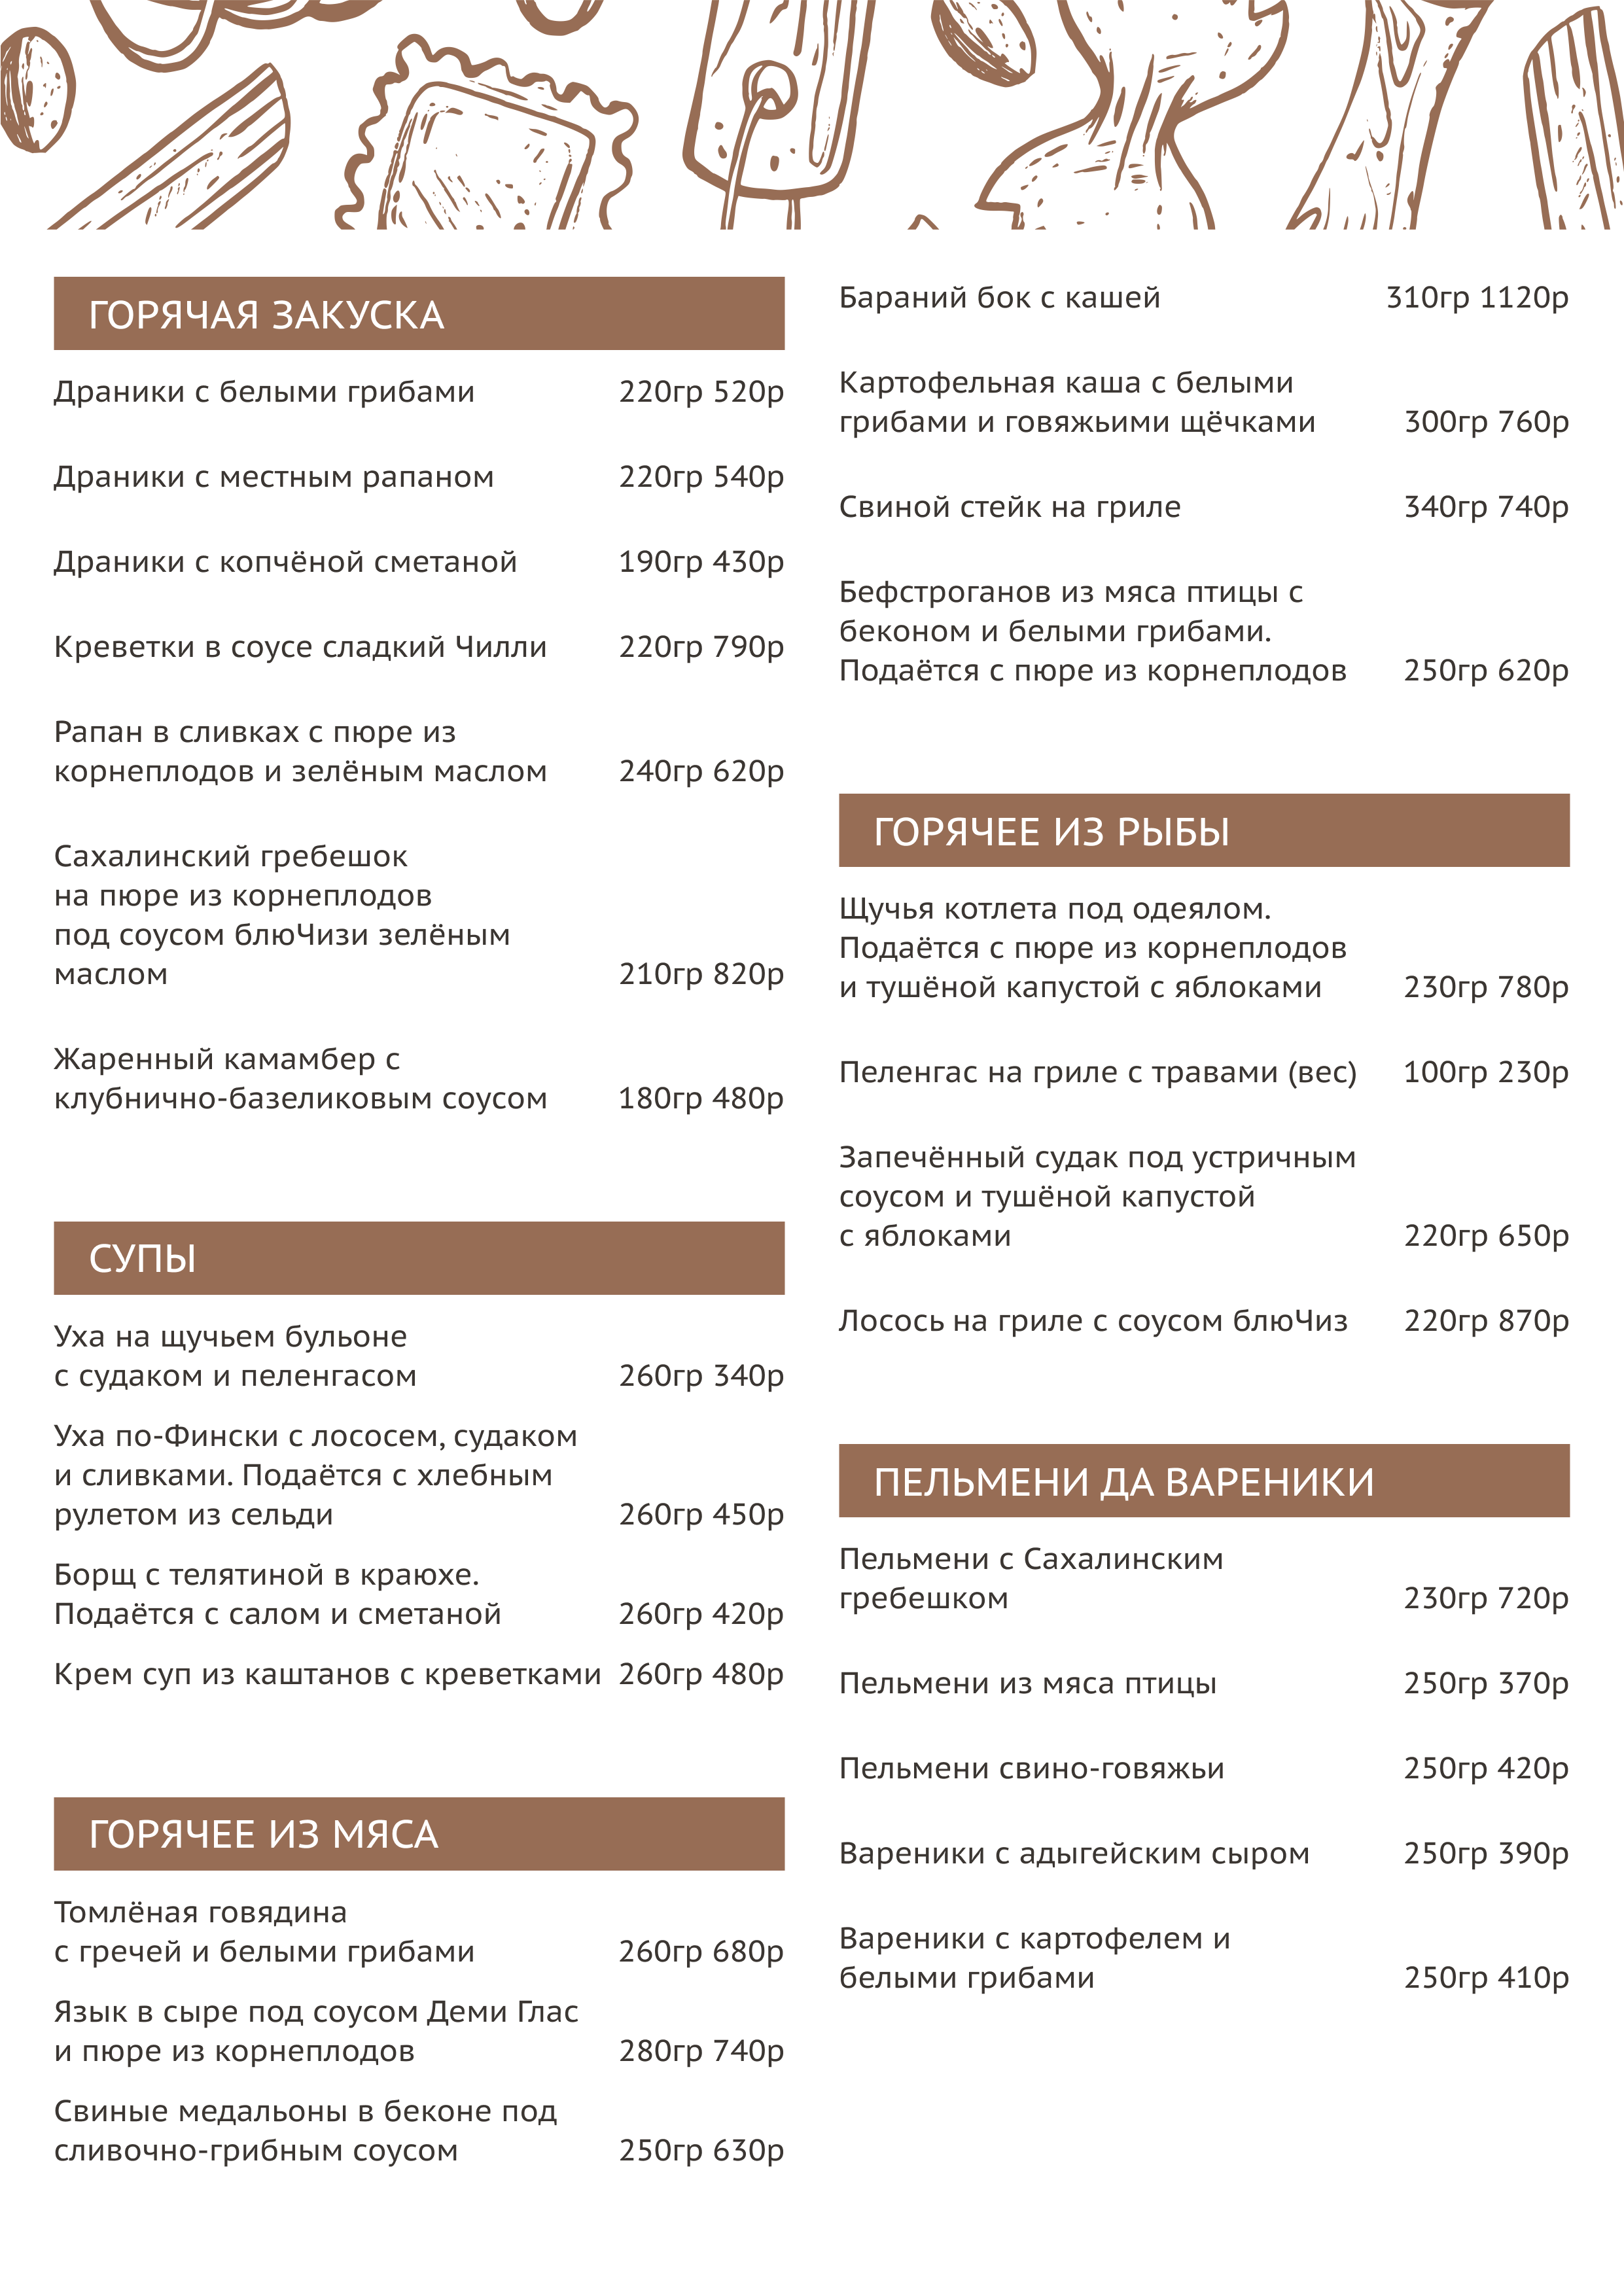 ГОРЯЧАЯ ЗАКУСКА
Драники с белыми грибами 220гр 520р
Драники с местным рапаном 220гр 540р
Драники с копчёной сметаной 190гр 430р
Креветки в соусе сладкий Чилли 220гр 790р
Рапан в сливках с пюре из
корнеплодов и зелёным маслом 240гр 620р
Сахалинский гребешок
на пюре из корнеплодов
под соусом блюЧизи зелёным
маслом 210гр 820р
Жаренный камамбер с
клубнично-базеликовым соусом 180гр 480р
СУПЫ
Уха на щучьем бульоне
с судаком и пеленгасом 260гр 340р
Уха по-Фински с лососем, судаком
и сливками. Подаётся с хлебным
рулетом из сельди 260гр 450р
Борщ с телятиной в краюхе.
Подаётся с салом и сметаной 260гр 420р
Крем суп из каштанов с креветками 260гр 480р
ГОРЯЧЕЕ ИЗ МЯСА
Томлёная говядина
с гречей и белыми грибами 260гр 680р
Язык в сыре под соусом Деми Глас
и пюре из корнеплодов 280гр 740р
Свиные медальоны в беконе под
сливочно-грибным соусом 250гр 630р
Бараний бок с кашей 310гр 1120р
Картофельная каша с белыми
грибами и говяжьими щёчками 300гр 760р
Свиной стейк на гриле 340гр 740р
Бефстроганов из мяса птицы с
беконом и белыми грибами.
Подаётся с пюре из корнеплодов 250гр 620р
ГОРЯЧЕЕ ИЗ РЫБЫ
Щучья котлета под одеялом.
Подаётся с пюре из корнеплодов
и тушёной капустой с яблоками 230гр 780р
Пеленгас на гриле с травами (вес) 100гр 230р
Запечённый судак под устричным
соусом и тушёной капустой
с яблоками 220гр 650р
Лосось на гриле с соусом блюЧиз 220гр 870р
ПЕЛЬМЕНИ ДА ВАРЕНИКИ
Пельмени с Сахалинским
гребешком 230гр 720р
Пельмени из мяса птицы 250гр 370р
Пельмени свино-говяжьи 250гр 420р
Вареники с адыгейским сыром 250гр 390р
Вареники с картофелем и
белыми грибами 250гр 410р